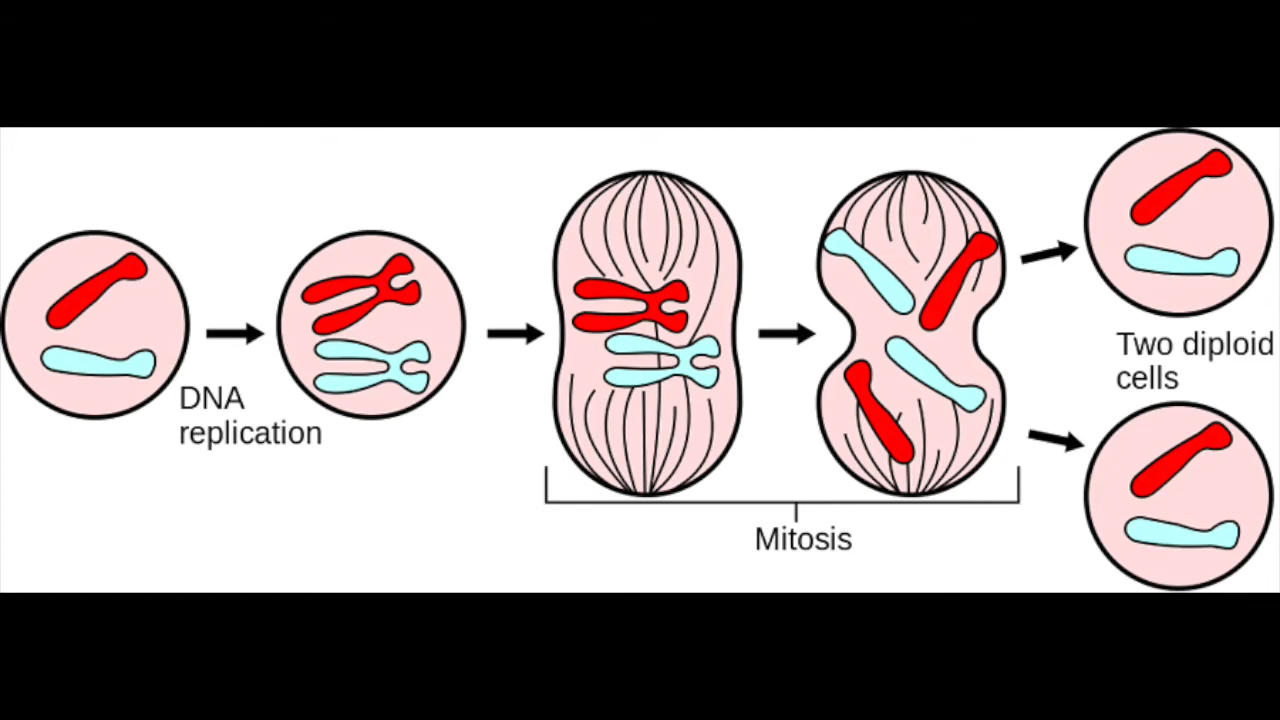 DNA
replication
Mitosis
Two diploid
cells